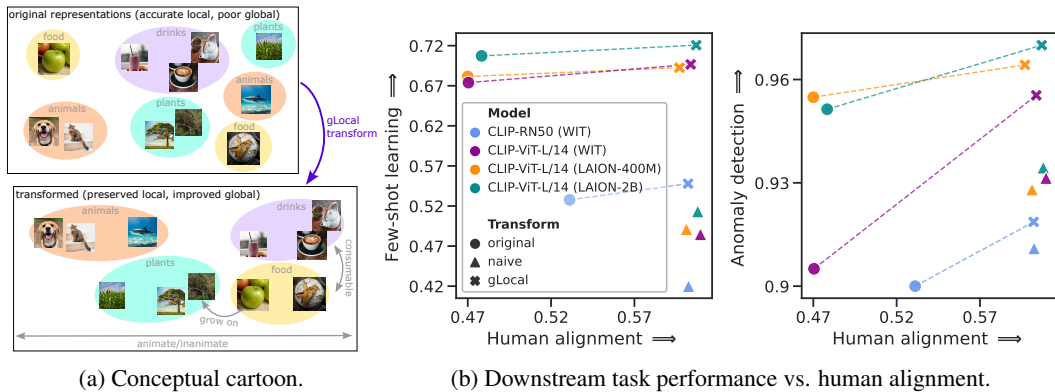 original representations (accurate local, poor global)
food
drinks
plants
animals
plants
animals
food
gLocal
transform
transformed (preserved local, improved global)
animals
drinks
plants
food
consumable
grow on
animate/inanimate
(a) Conceptual cartoon.
Few-shot learning ⟹
0.72
0.67
0.62
0.57
0.52
0.47
0.42
Model
CLIP-RN50 (WIT)
CLIP-ViT-L/14 (WIT)
CLIP-ViT-L/14 (LAION-400M)
CLIP-ViT-L/14 (LAION-2B)
Transform
original
naive
gLocal
0.47 0.52 0.57
Human alignment ⟹
Anomaly detection ⟹
0.96
0.93
0.9
0.47 0.52 0.57
Human alignment ⟹
(b) Downstream task performance vs. human alignment.